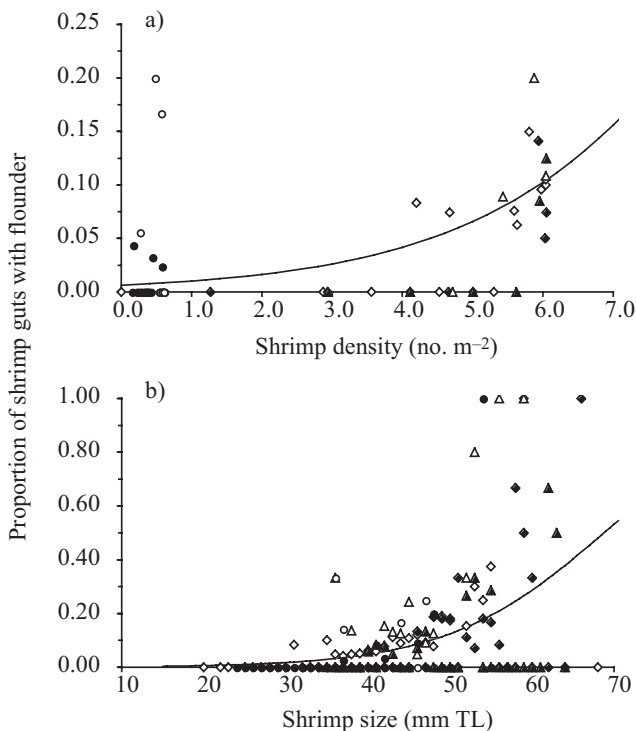 a)
Proportion of shrimp guts with flounder
0.25
0.20
0.15
0.10
0.05
0.00
0.0 1.0 2.0 3.0 4.0 5.0 6.0 7.0
Shrimp density (no. m⁻²)
b)
1.00
0.80
0.60
0.40
0.20
0.00
10 20 30 40 50 60 70
Shrimp size (mm TL)